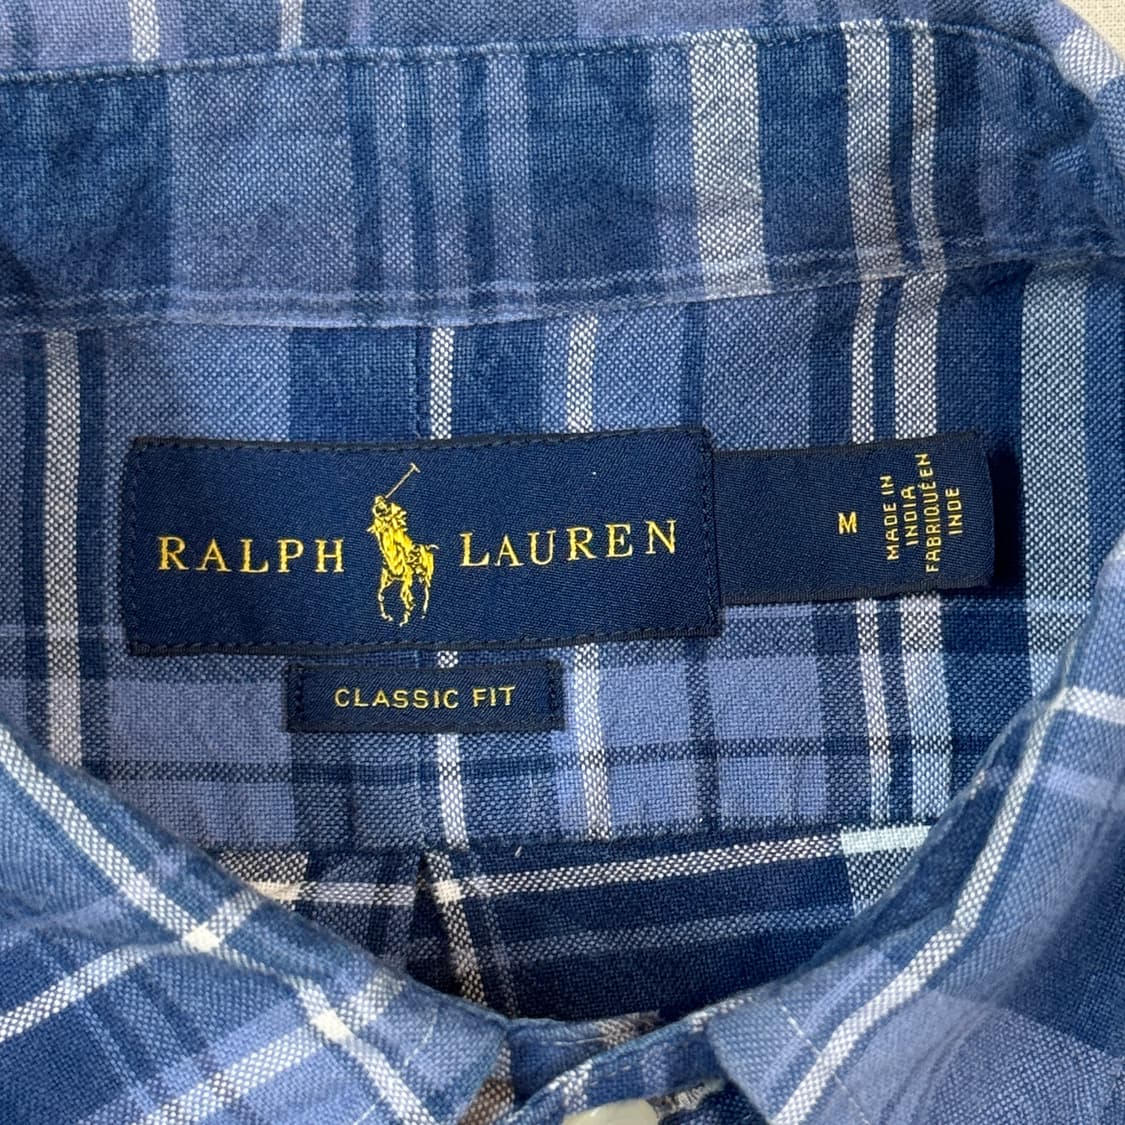 RALPH LAUREN
CLASSIC FIT
M
MADE IN
INDIA
FABRIQUÉ EN
INDE